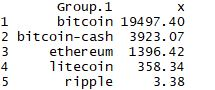 Group.1 x
1 bitcoin 19497.40
2 bitcoin-cash 3923.07
3 ethereum 1396.42
4 litecoin 358.34
5 ripple 3.38